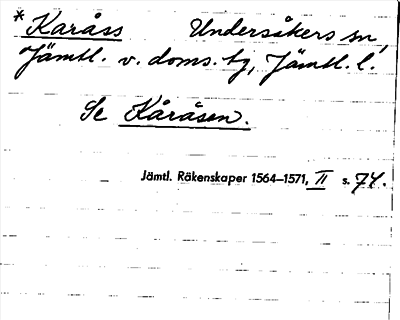 *Karåss Undersåkers sn,
Jämtl. v. doms. tg, Jämtl. l.
Se Kåråsen.
Jämtl. Räkenskaper 1564–1571, II s. 74.